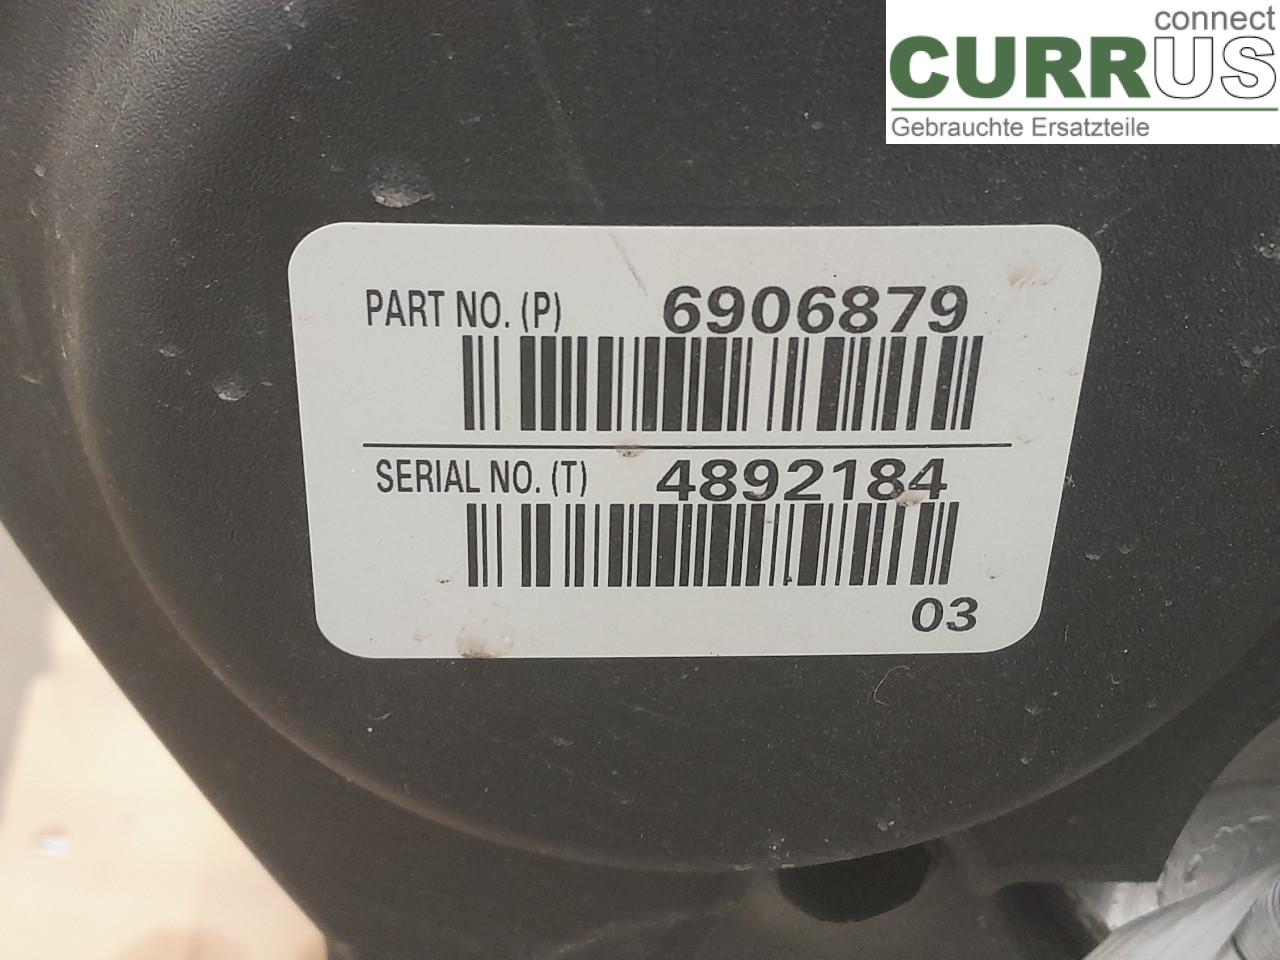 connect
CURRUS
Gebrauchte Ersatzteile
PART NO. (P) 6906879
SERIAL NO. (T) 4892184
03